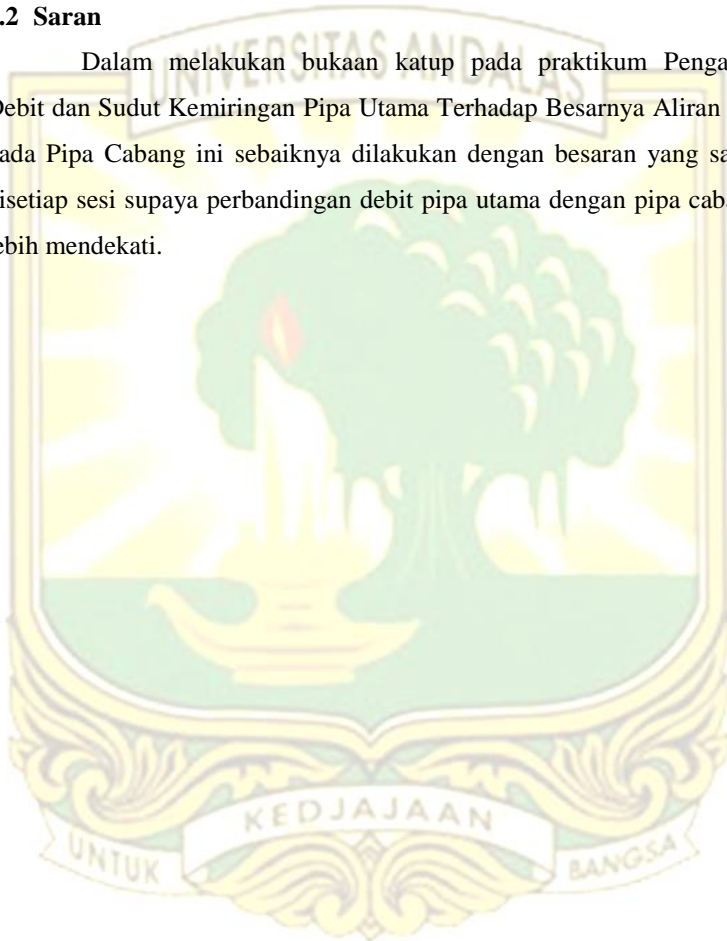 .2 Saran
Dalam melakukan bukaan katup pada praktikum Penga
Debit dan Sudut Kemiringan Pipa Utama Terhadap Besarnya Aliran
ada Pipa Cabang ini sebaiknya dilakukan dengan besaran yang sa
isetiap sesi supaya perbandingan debit pipa utama dengan pipa caba
ebih mendekati.
UNIVERSITAS ANDALAS
KEDJAJAAN
UNTUK
BANGSA